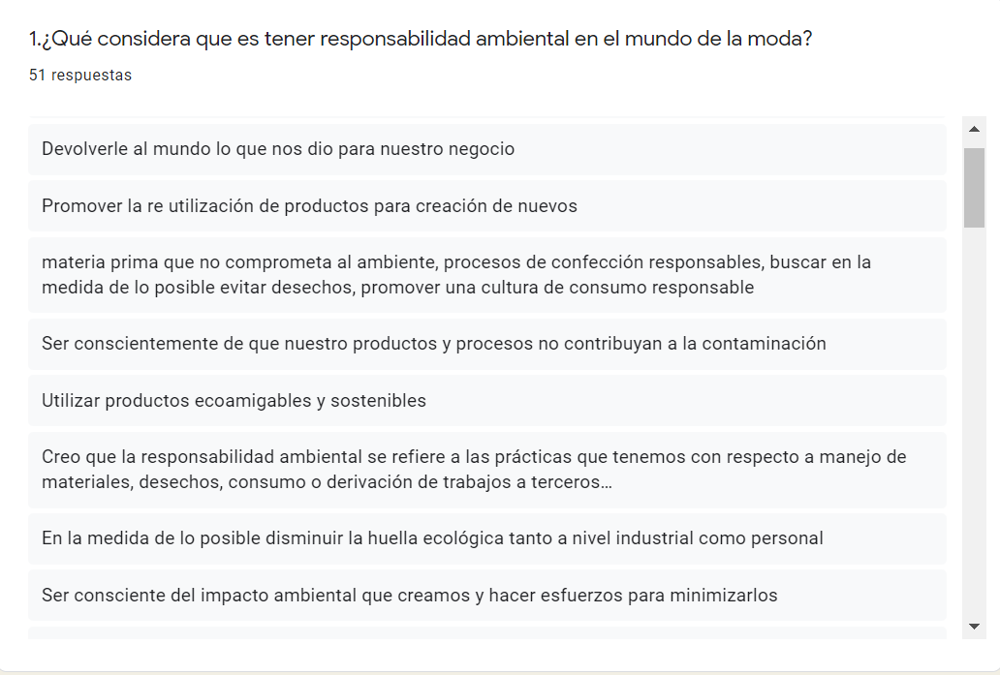 1.¿Qué considera que es tener responsabilidad ambiental en el mundo de la moda?
51 respuestas
Devolverle al mundo lo que nos dio para nuestro negocio
Promover la re utilización de productos para creación de nuevos
materia prima que no comprometa al ambiente, procesos de confección responsables, buscar en la
medida de lo posible evitar desechos, promover una cultura de consumo responsable
Ser conscientemente de que nuestro productos y procesos no contribuyan a la contaminación
Utilizar productos ecoamigables y sostenibles
Creo que la responsabilidad ambiental se refiere a las prácticas que tenemos con respecto a manejo de
materiales, desechos, consumo o derivación de trabajos a terceros...
En la medida de lo posible disminuir la huella ecológica tanto a nivel industrial como personal
Ser consciente del impacto ambiental que creamos y hacer esfuerzos para minimizarlos